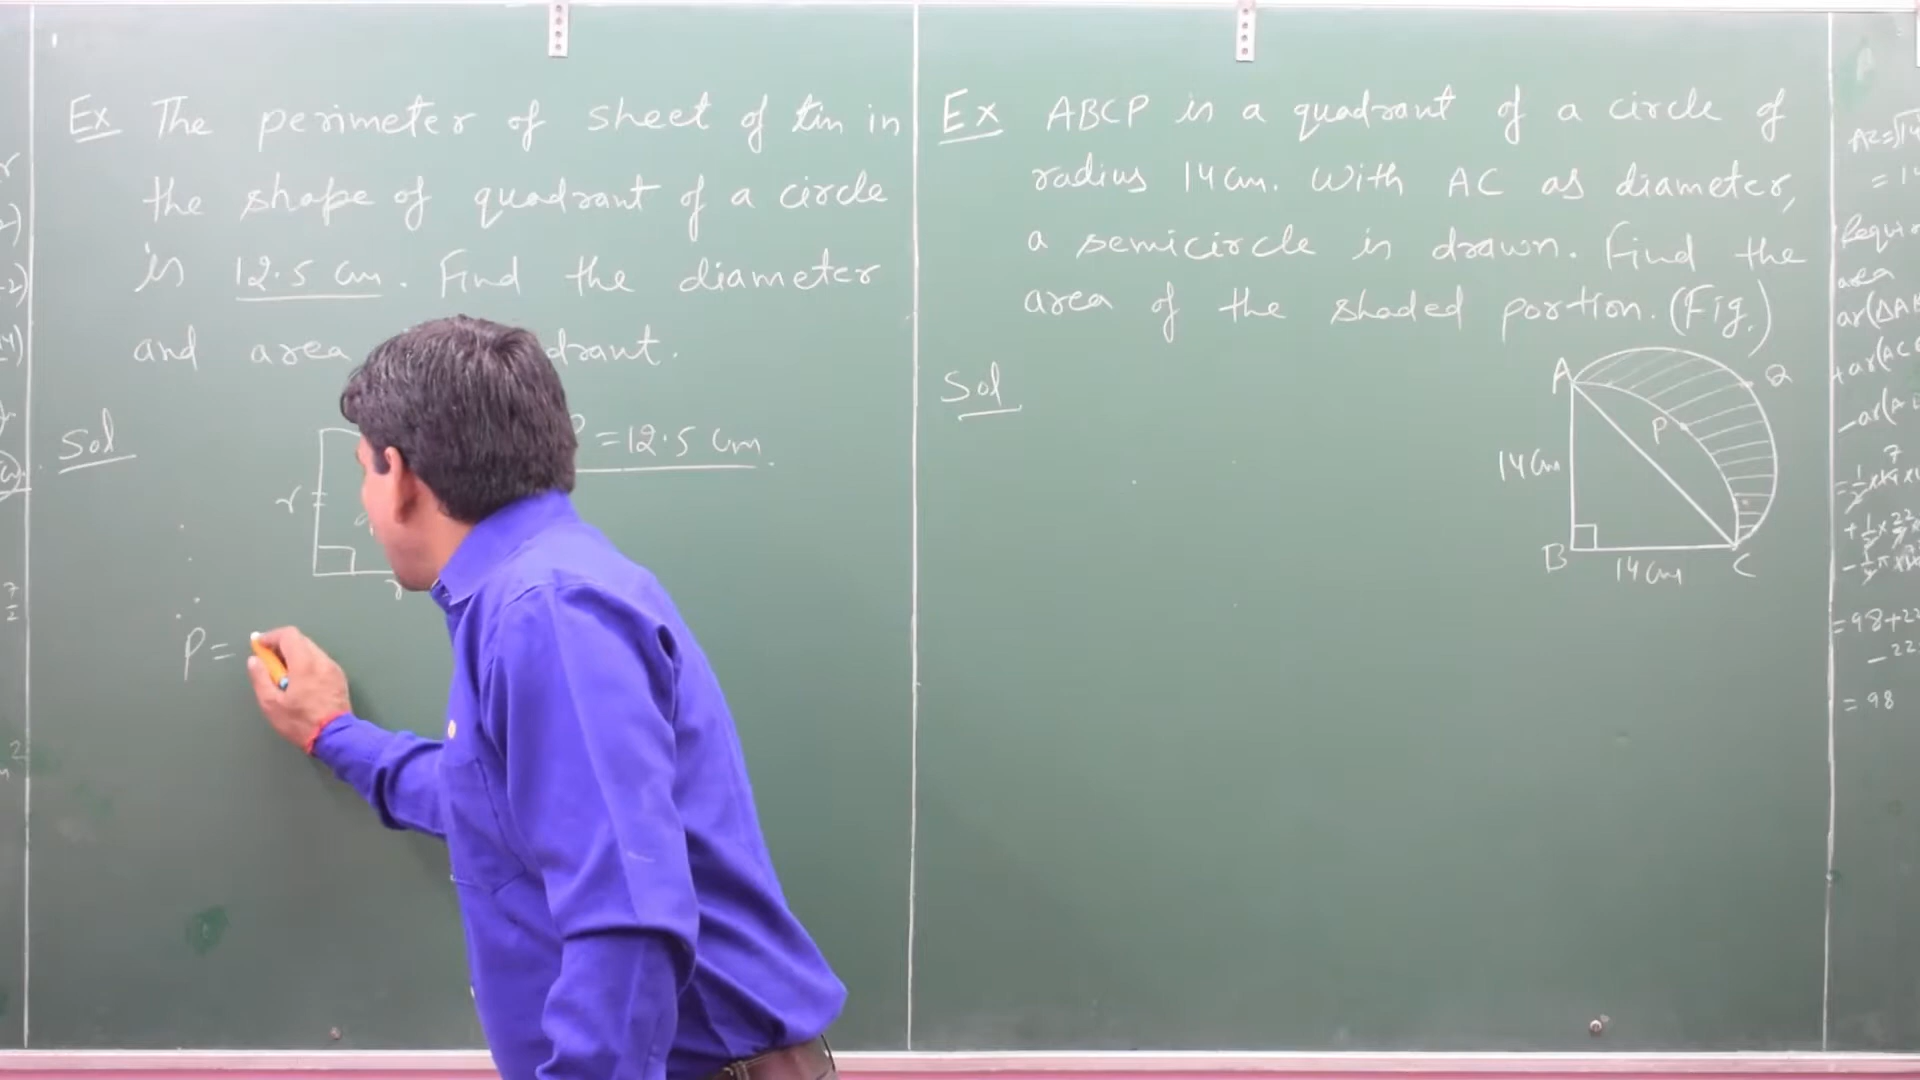 Ex The perimeter of sheet of tin in
the shape of quadrant of a circle
is 12.5 cm. Find the diameter
and area
Sol
= 12.5 cm.
r
P =
Ex ABCP is a quadrant of a circle of
radius 14 cm. With AC as diameter,
a semicircle is drawn. Find the
area of the shaded portion. (Fig.)
Sol
A
Q
P
14 cm
B
14 cm
C
area
= 98